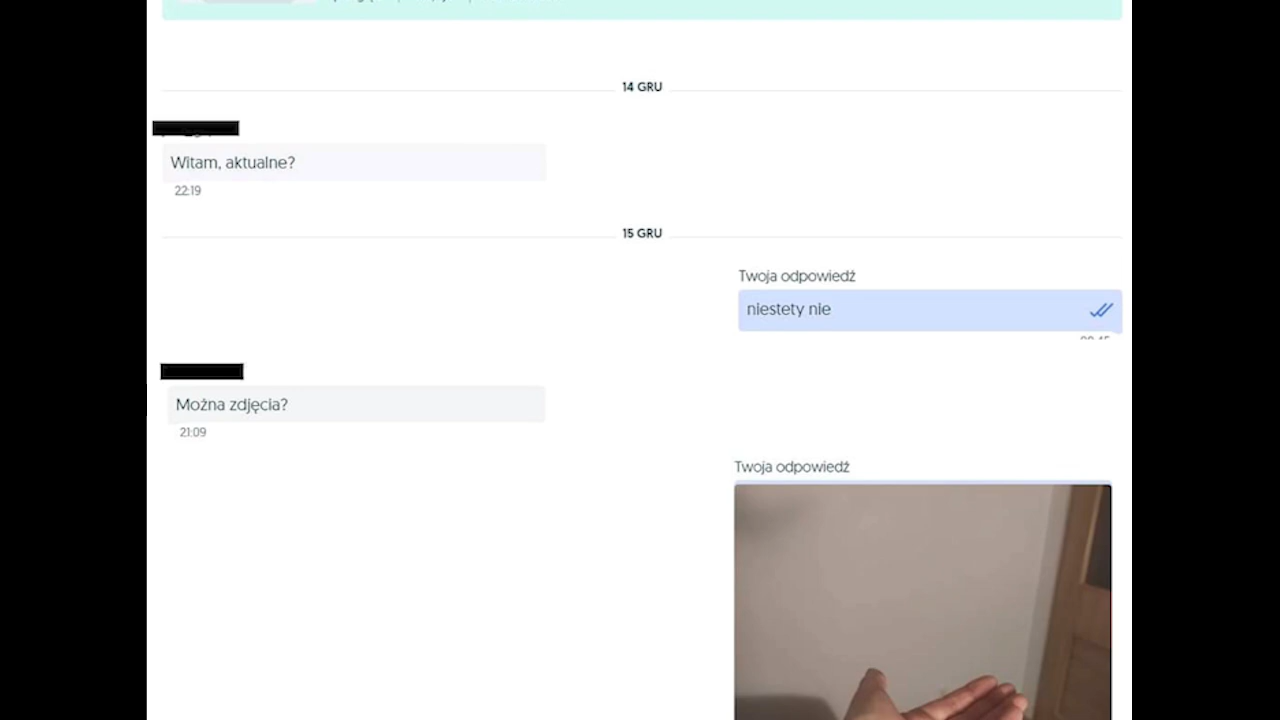 14 GRU
Witam, aktualne?
22:19
15 GRU
Twoja odpowiedź
niestety nie
Można zdjęcia?
21:09
Twoja odpowiedź